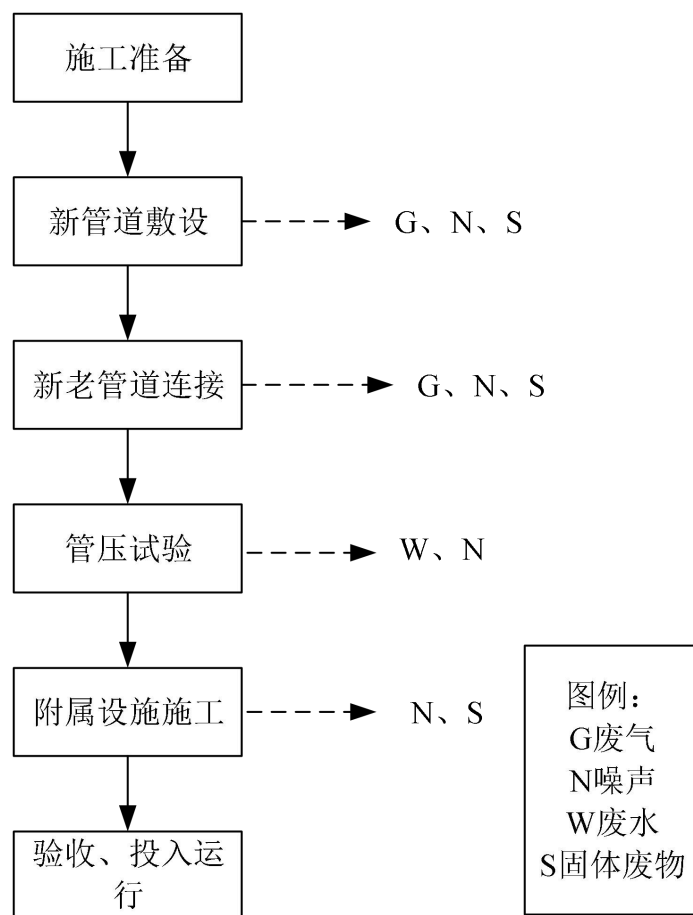 施工准备
新管道敷设
G、N、S
新老管道连接
G、N、S
管压试验
W、N
附属设施施工
N、S
验收、投入运
行
图例：
G废气
N噪声
W废水
S固体废物